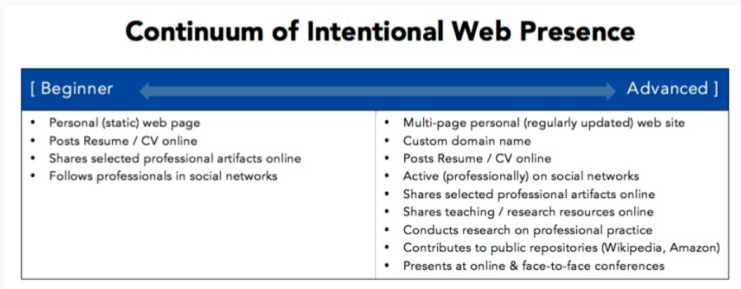 Continuum of Intentional Web Presence
[ Beginner
Advanced ]
• Personal (static) web page
• Posts Resume / CV online
• Shares selected professional artifacts online
• Follows professionals in social networks
• Multi-page personal (regularly updated) web site
• Custom domain name
• Posts Resume / CV online
• Active (professionally) on social networks
• Shares selected professional artifacts online
• Shares teaching / research resources online
• Conducts research on professional practice
• Contributes to public repositories (Wikipedia, Amazon)
• Presents at online & face-to-face conferences